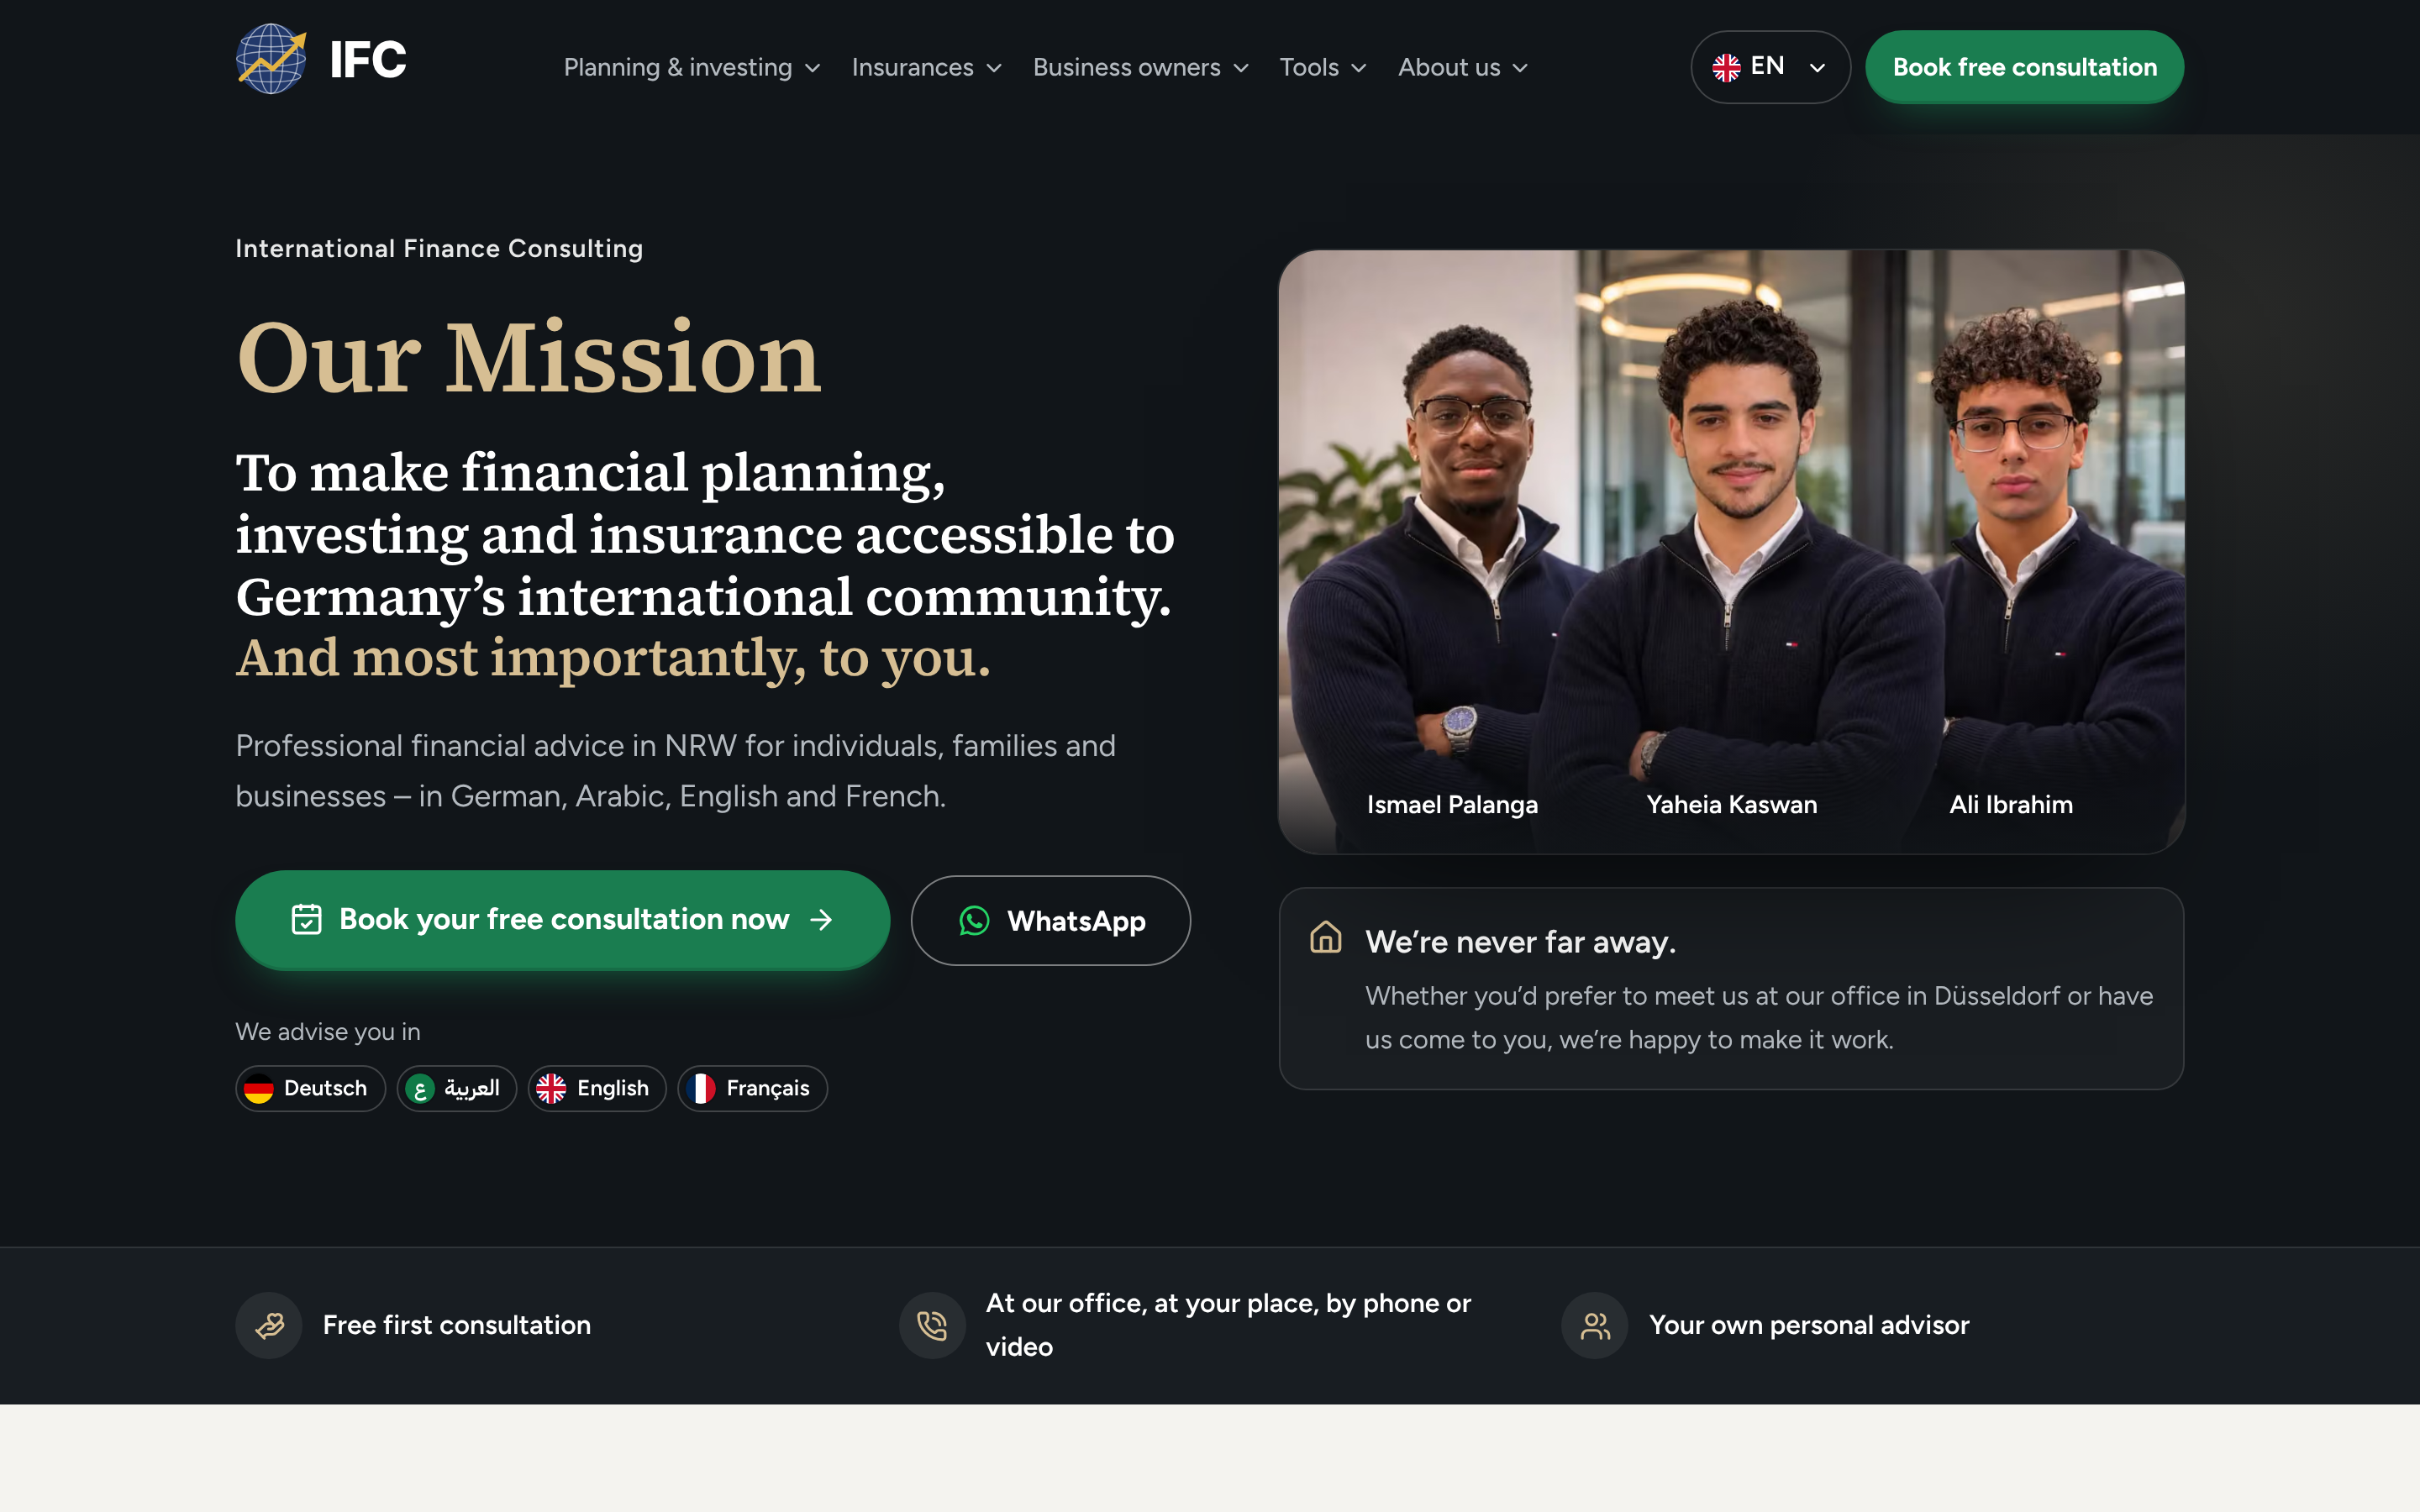 IFC
Planning & investing
Insurances
Business owners
Tools
About us
EN
Book free consultation
International Finance Consulting
Our Mission
To make financial planning,
investing and insurance accessible to
Germany’s international community.
And most importantly, to you.
Professional financial advice in NRW for individuals, families and
businesses – in German, Arabic, English and French.
Book your free consultation now
WhatsApp
We advise you in
Deutsch
ع العربية
English
Français
Ismael Palanga
Yaheia Kaswan
Ali Ibrahim
We’re never far away.
Whether you’d prefer to meet us at our office in Düsseldorf or have
us come to you, we’re happy to make it work.
Free first consultation
At our office, at your place, by phone or
video
Your own personal advisor